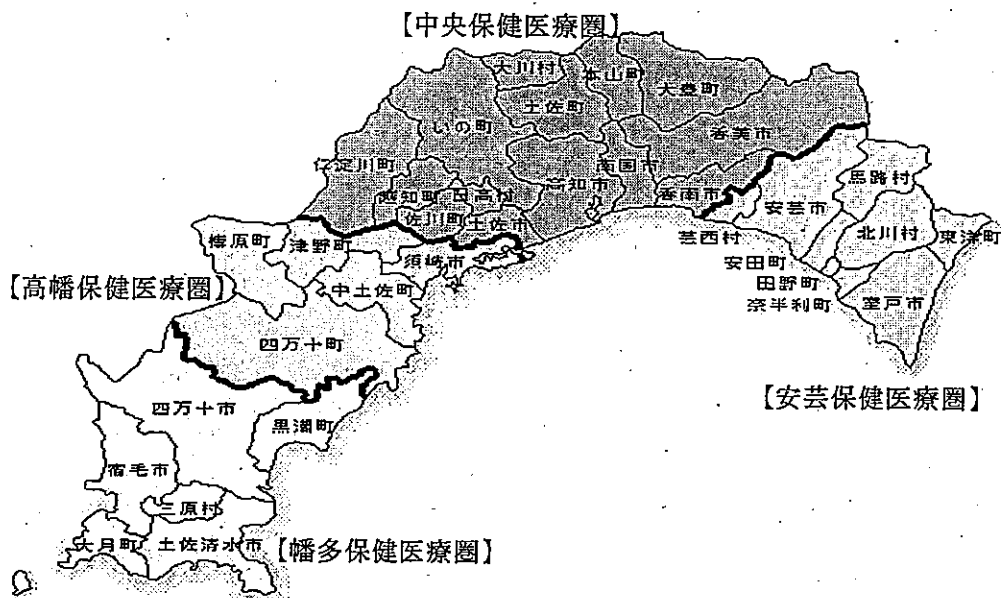 【中央保健医療圏】
大川村
本山町
大豊町
土佐町
いの町
香美市
仁淀川町
南国市
高知市
越知町
日高村
香南市
佐川町
土佐市
馬路村
安芸市
北川村
東洋町
芸西村
安田町
田野町
奈半利町
室戸市
【安芸保健医療圏】
梼原町
津野町
須崎市
中土佐町
【高幡保健医療圏】
四万十町
四万十市
黒潮町
宿毛市
三原村
大月町
土佐清水市
【幡多保健医療圏】